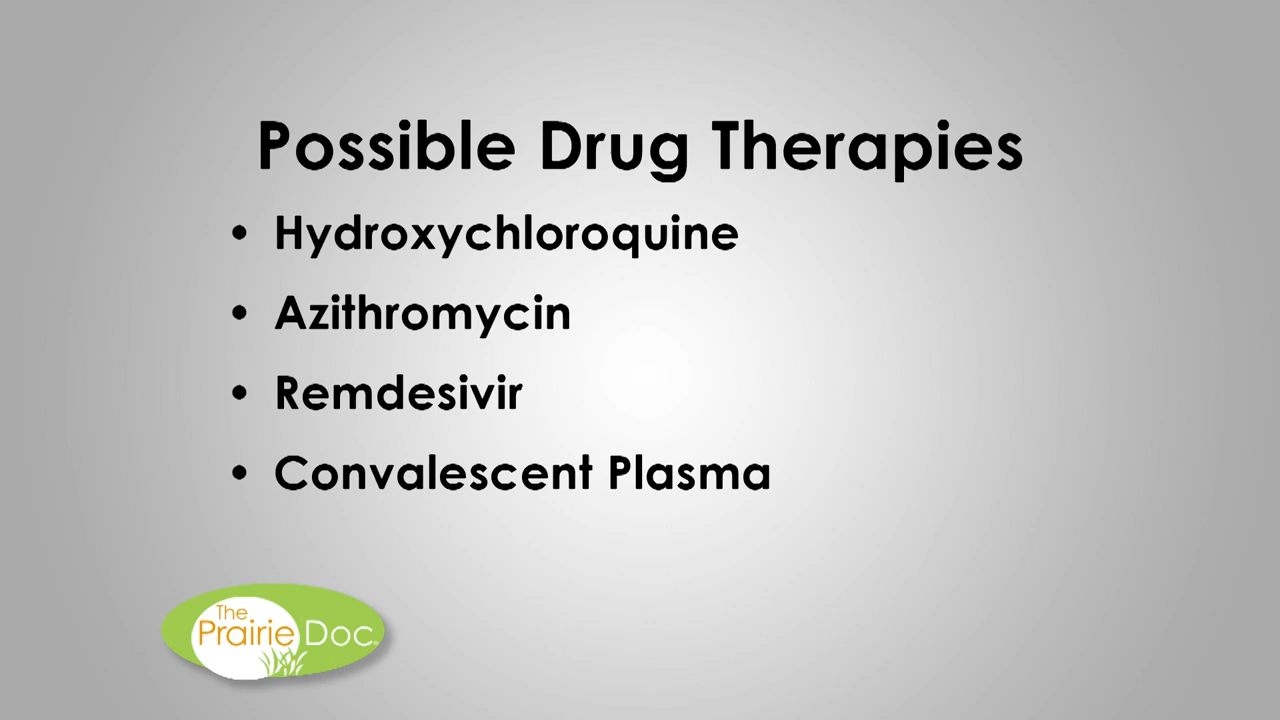 Possible Drug Therapies
• Hydroxychloroquine
• Azithromycin
• Remdesivir
• Convalescent Plasma
The
Prairie Doc